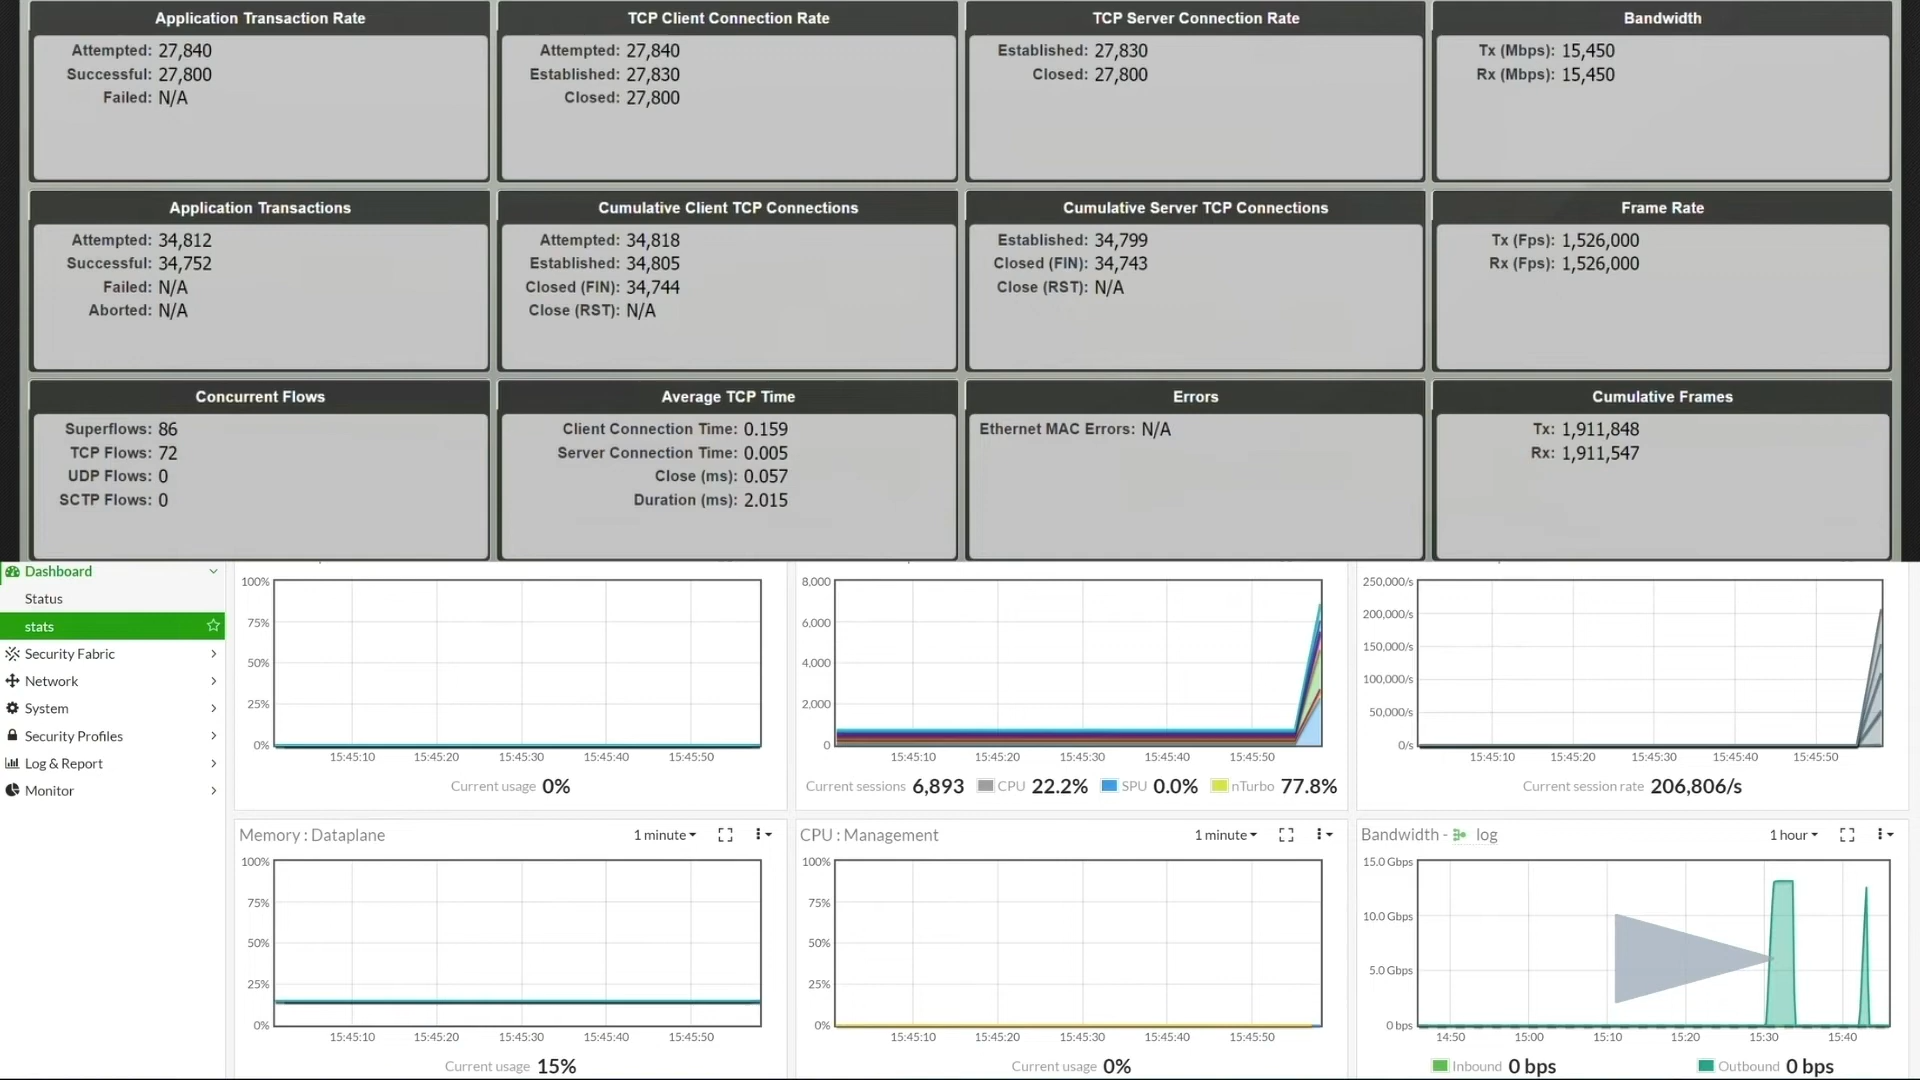 Application Transaction Rate
Attempted: 27,840
Successful: 27,800
Failed: N/A
TCP Client Connection Rate
Attempted: 27,840
Established: 27,830
Closed: 27,800
TCP Server Connection Rate
Established: 27,830
Closed: 27,800
Bandwidth
Tx (Mbps): 15,450
Rx (Mbps): 15,450
Application Transactions
Attempted: 34,812
Successful: 34,752
Failed: N/A
Aborted: N/A
Cumulative Client TCP Connections
Attempted: 34,818
Established: 34,805
Closed (FIN): 34,744
Close (RST): N/A
Cumulative Server TCP Connections
Established: 34,799
Closed (FIN): 34,743
Close (RST): N/A
Frame Rate
Tx (Fps): 1,526,000
Rx (Fps): 1,526,000
Concurrent Flows
Superflows: 86
TCP Flows: 72
UDP Flows: 0
SCTP Flows: 0
Average TCP Time
Client Connection Time: 0.159
Server Connection Time: 0.005
Close (ms): 0.057
Duration (ms): 2.015
Errors
Ethernet MAC Errors: N/A
Cumulative Frames
Tx: 1,911,848
Rx: 1,911,547
Dashboard
Status
stats
Security Fabric
Network
System
Security Profiles
Log & Report
Monitor
100%
75%
50%
25%
0%
15:45:10 15:45:20 15:45:30 15:45:40 15:45:50
Current usage 0%
8,000
6,000
4,000
2,000
0
15:45:10 15:45:20 15:45:30 15:45:40 15:45:50
Current sessions 6,893 CPU 22.2% SPU 0.0% nTurbo 77.8%
250,000/s
200,000/s
150,000/s
100,000/s
50,000/s
0/s
15:45:10 15:45:20 15:45:30 15:45:40 15:45:50
Current session rate 206,806/s
Memory : Dataplane 1 minute
100%
75%
50%
25%
0%
15:45:10 15:45:20 15:45:30 15:45:40 15:45:50
Current usage 15%
CPU : Management 1 minute
100%
75%
50%
25%
0%
15:45:10 15:45:20 15:45:30 15:45:40 15:45:50
Current usage 0%
Bandwidth - log 1 hour
15.0 Gbps
10.0 Gbps
5.0 Gbps
0 bps
14:50 15:00 15:10 15:20 15:30 15:40
Inbound 0 bps Outbound 0 bps